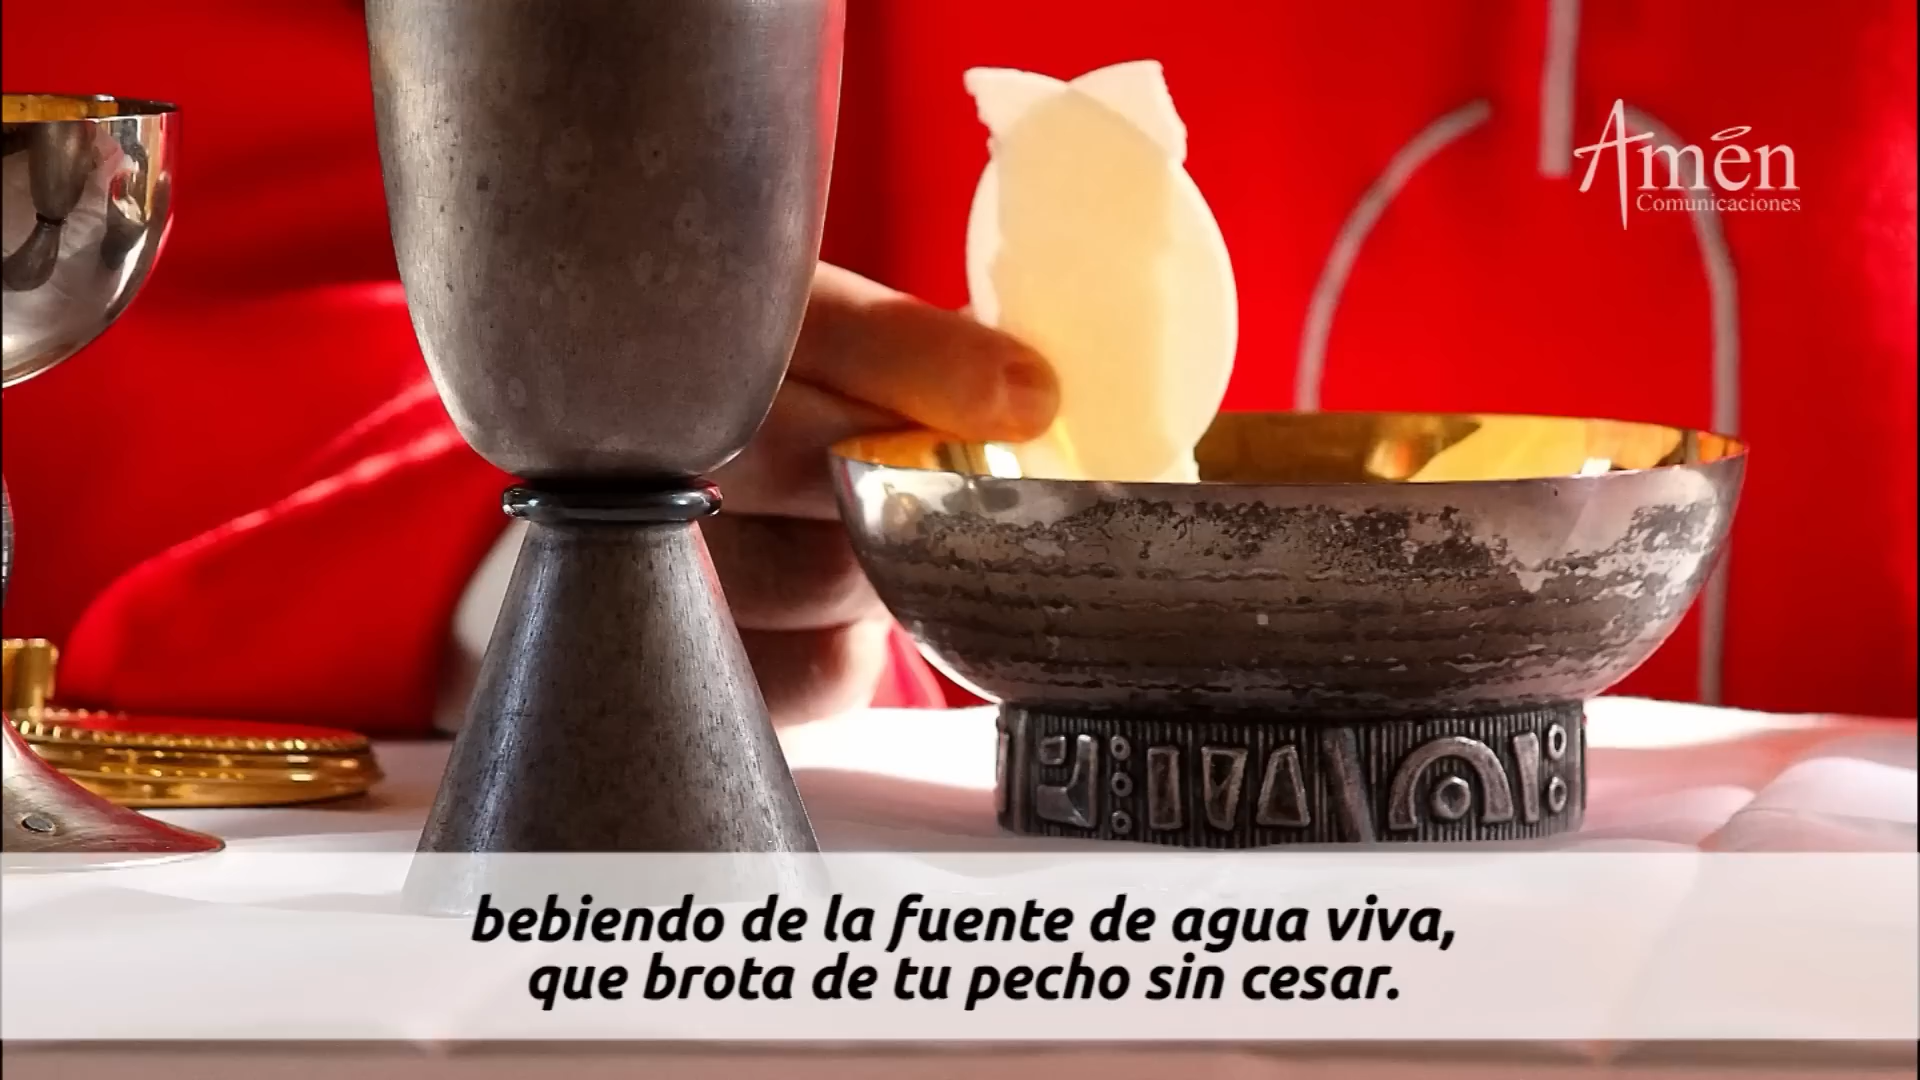 Amén
Comunicaciones
bebiendo de la fuente de agua viva,
que brota de tu pecho sin cesar.